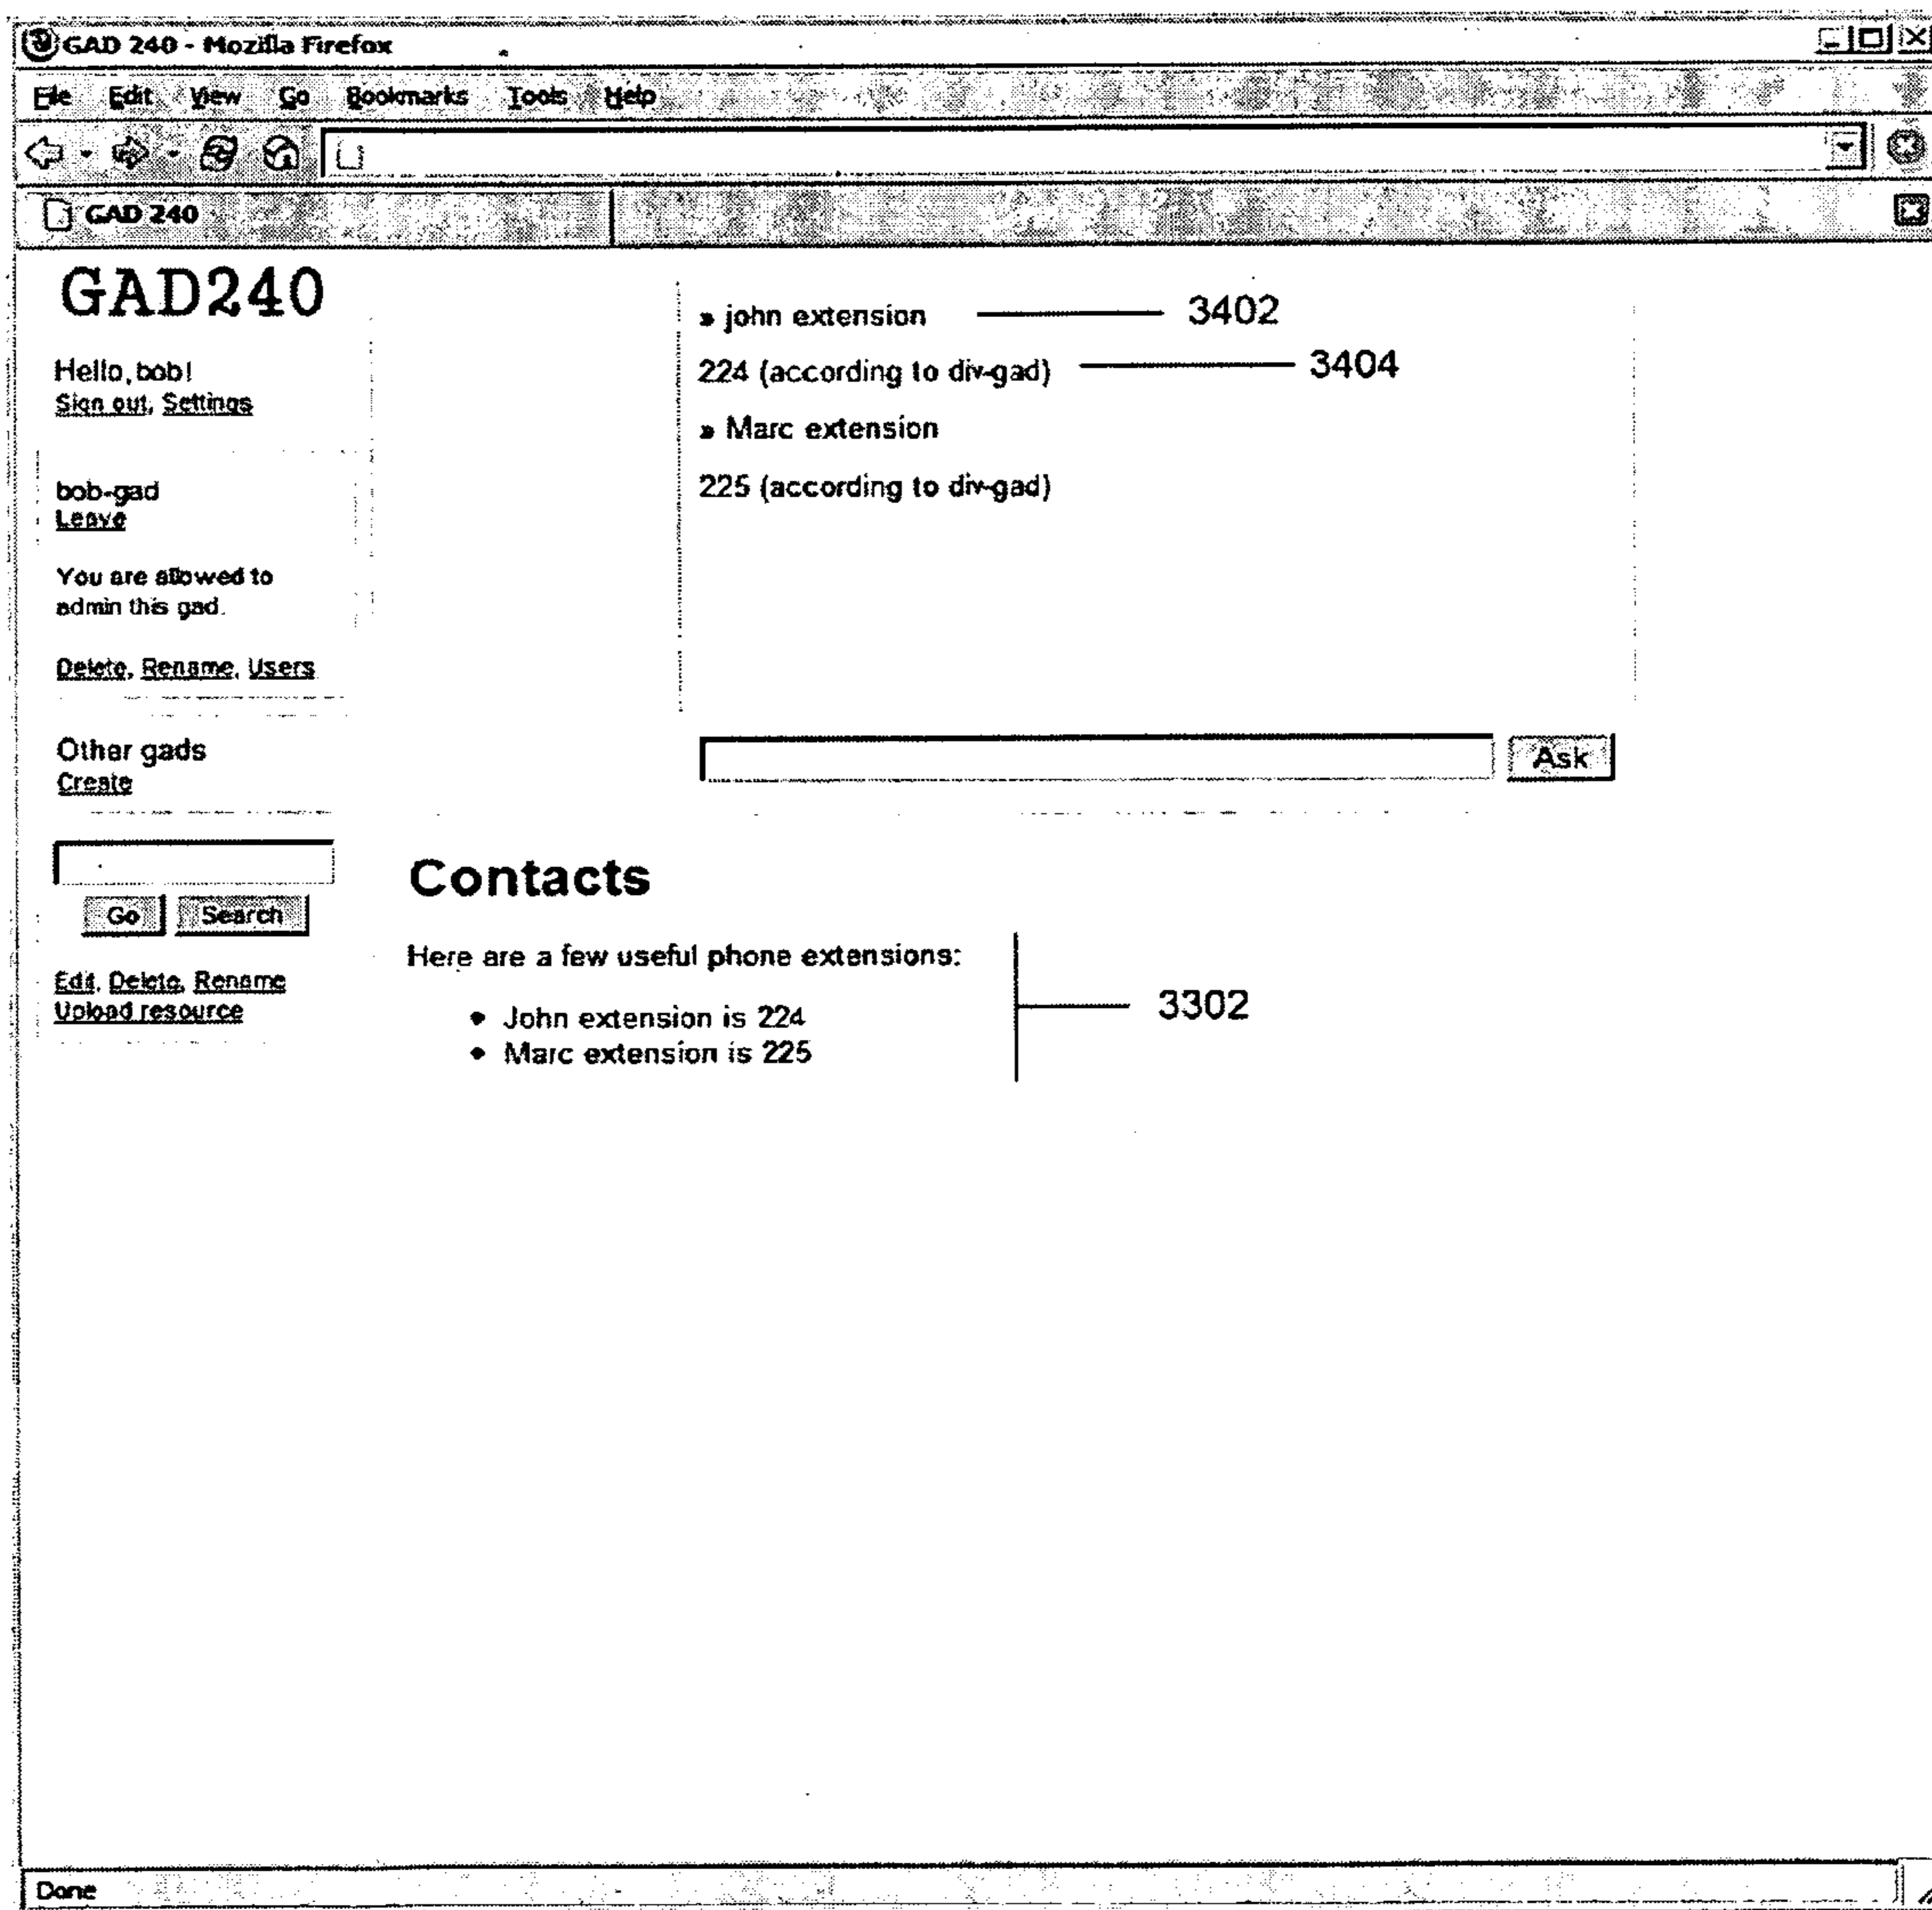 GAD 240 - Mozilla Firefox
File Edit View Go Bookmarks Tools Help
GAD 240
GAD240
Hello, bob!
Sign out, Settings
bob-gad
Leave
You are allowed to
admin this gad.
Delete, Rename, Users
Other gads
Create
Go Search
Edit, Delete, Rename
Upload resource
» john extension 3402
224 (according to div-gad) 3404
» Marc extension
225 (according to div-gad)
Ask
Contacts
Here are a few useful phone extensions:
• John extension is 224
• Marc extension is 225
3302
Done